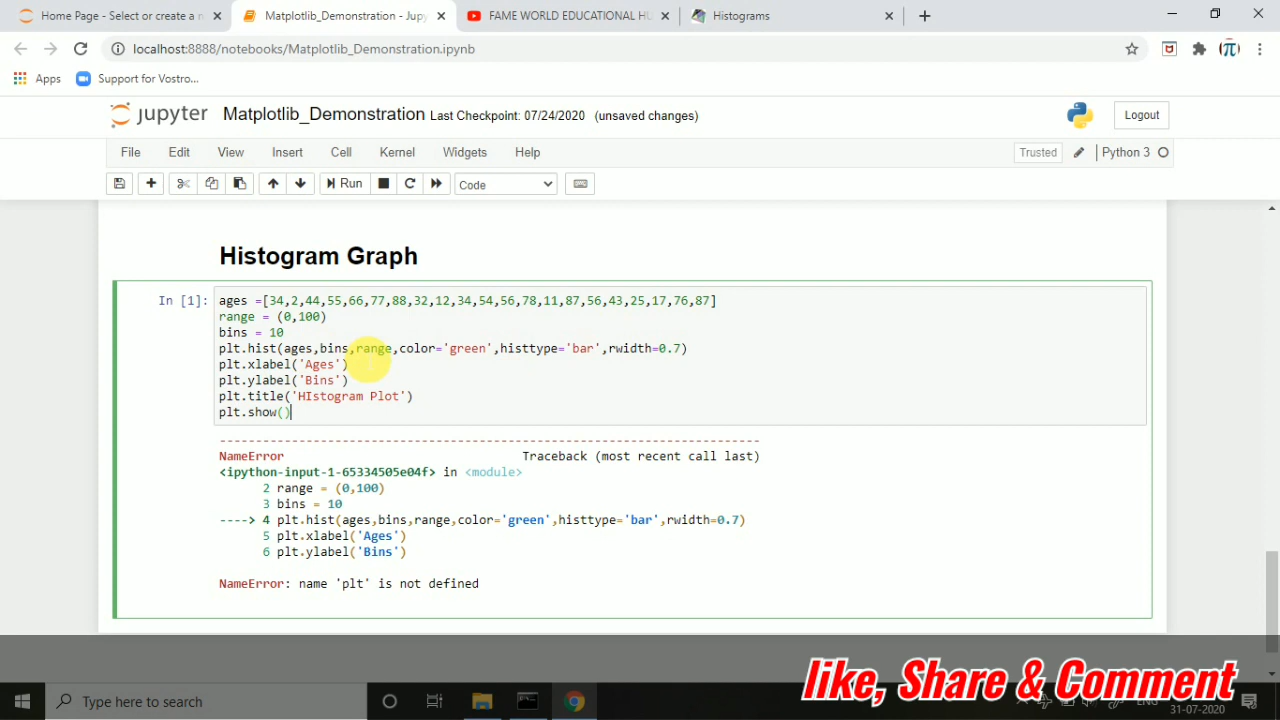 Home Page - Select or create a n
Matplotlib_Demonstration - Jupy
FAME WORLD EDUCATIONAL HU
Histograms
localhost:8888/notebooks/Matplotlib_Demonstration.ipynb
Apps
Support for Vostro...
jupyter
Matplotlib_Demonstration Last Checkpoint: 07/24/2020 (unsaved changes)
Logout
File Edit View Insert Cell Kernel Widgets Help
Trusted
Python 3
Run
Code
Histogram Graph
In [1]:
ages =[34,2,44,55,66,77,88,32,12,34,54,56,78,11,87,56,43,25,17,76,87]
range = (0,100)
bins = 10
plt.hist(ages,bins,range,color='green',histtype='bar',rwidth=0.7)
plt.xlabel('Ages')
plt.ylabel('Bins')
plt.title('HIstogram Plot')
plt.show()
---------------------------------------------------------------------------
NameError Traceback (most recent call last)
<ipython-input-1-65334505e04f> in <module>
2 range = (0,100)
3 bins = 10
----> 4 plt.hist(ages,bins,range,color='green',histtype='bar',rwidth=0.7)
5 plt.xlabel('Ages')
6 plt.ylabel('Bins')
NameError: name 'plt' is not defined
like, Share & Comment
Type here to search
ENG
31-07-2020